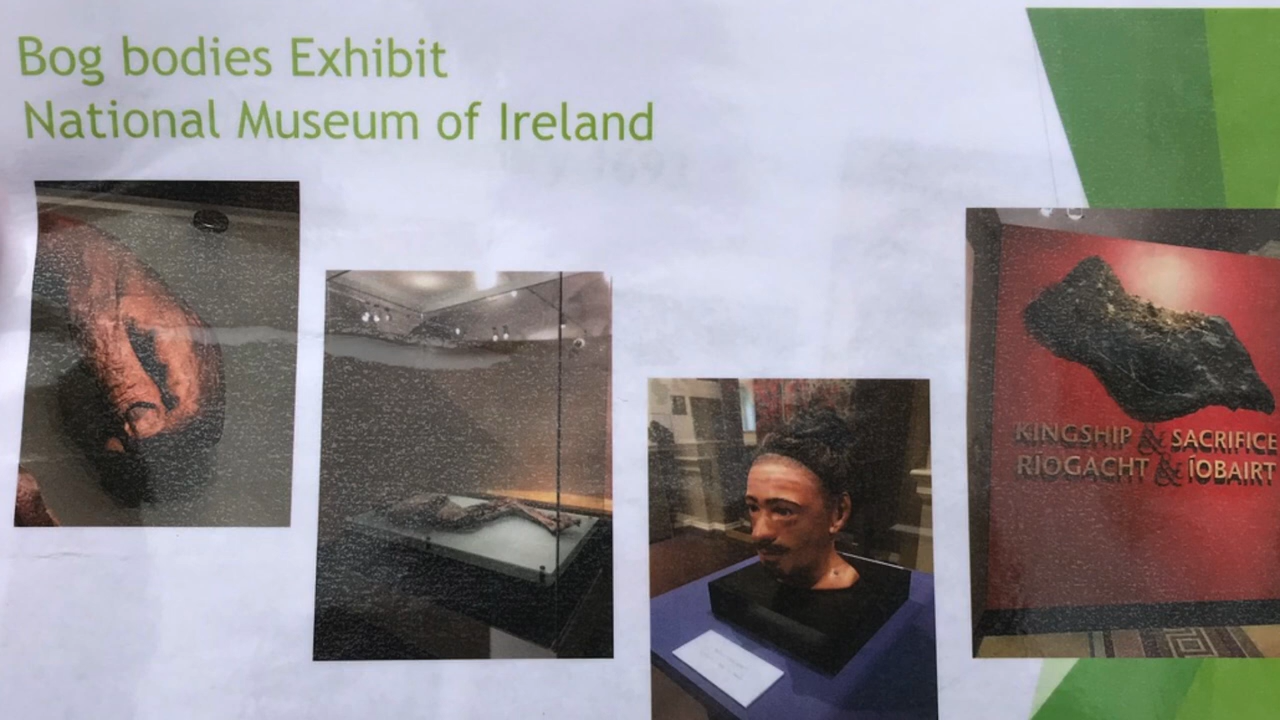 Bog bodies Exhibit
National Museum of Ireland
KINGSHIP & SACRIFICE
RÍOGACHT & ÍOBAIRT